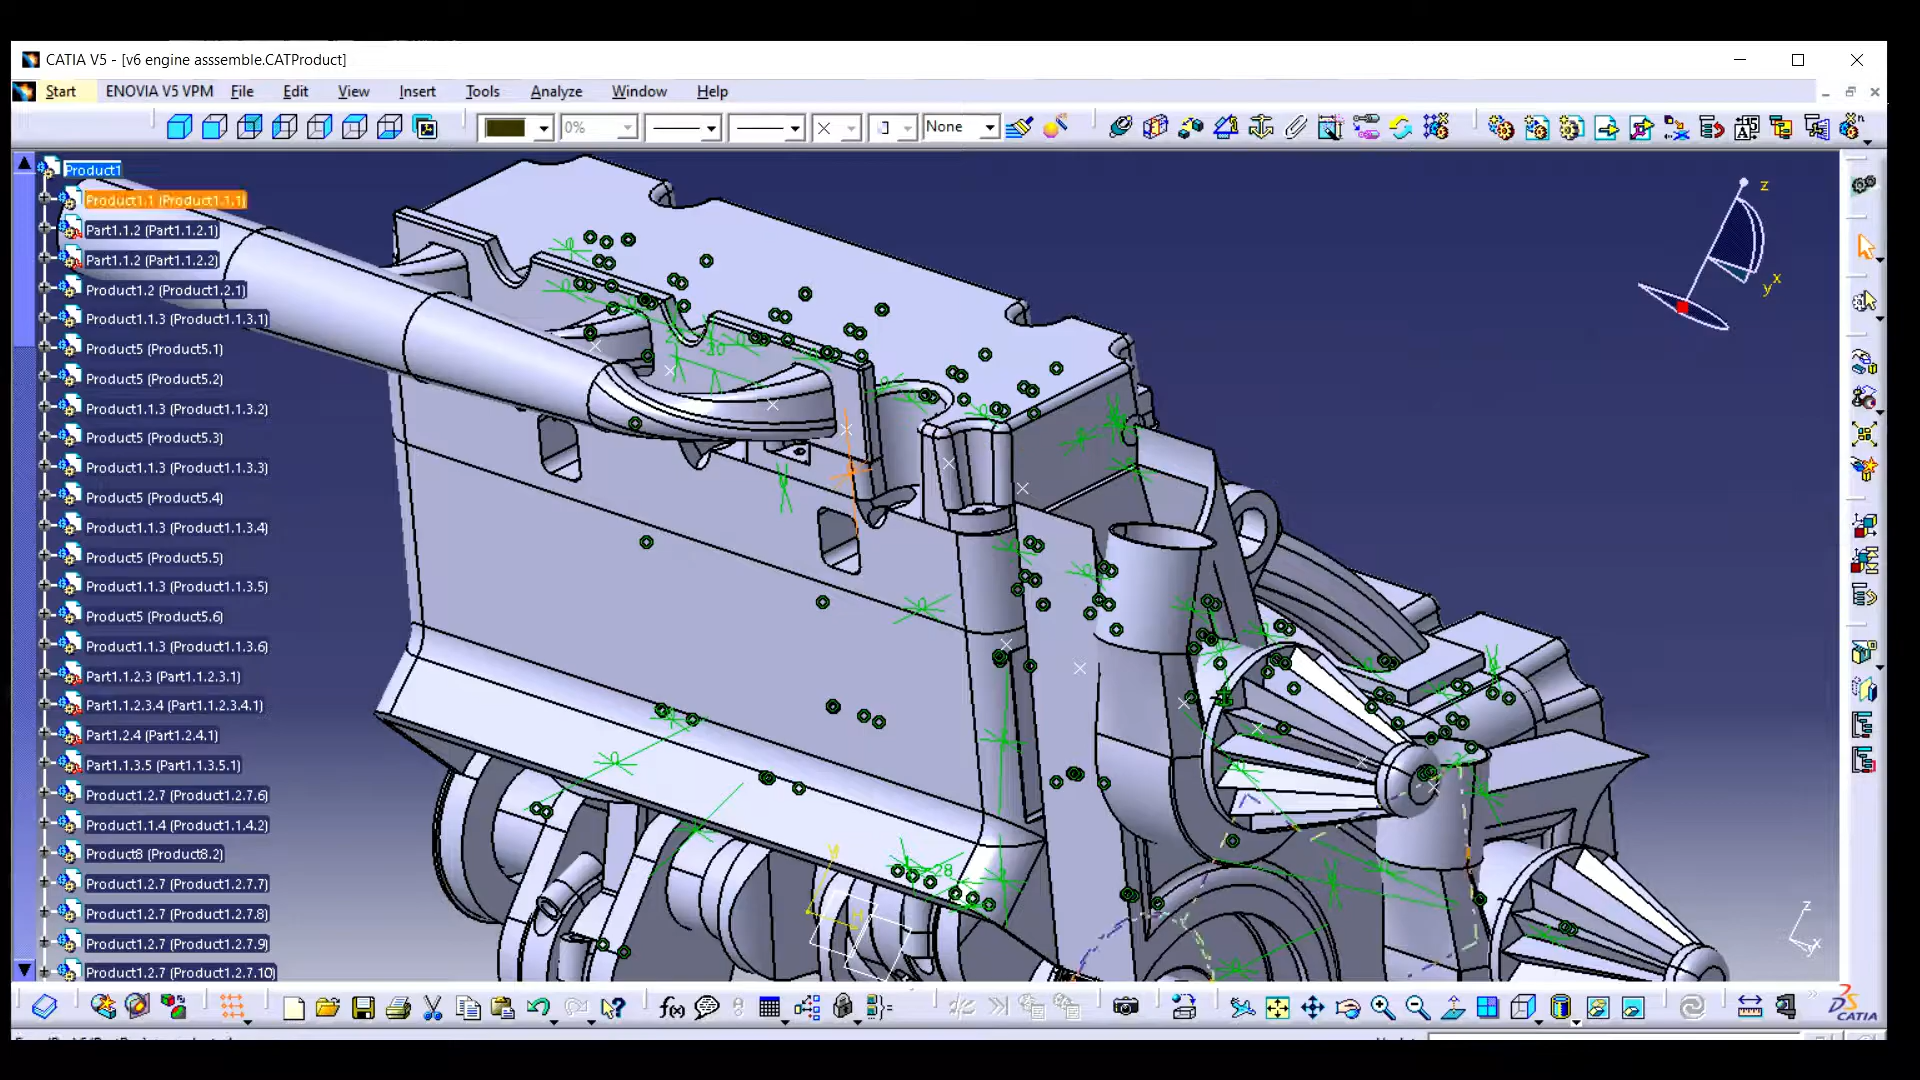 CATIA V5 - [v6 engine asssemble.CATProduct]
Start ENOVIA V5 VPM File Edit View Insert Tools Analyze Window Help
0% None
Product1
Product1.1 (Product1.1.1)
Part1.1.2 (Part1.1.2.1)
Part1.1.2 (Part1.1.2.2)
Product1.2 (Product1.2.1)
Product1.1.3 (Product1.1.3.1)
Product5 (Product5.1)
Product5 (Product5.2)
Product1.1.3 (Product1.1.3.2)
Product5 (Product5.3)
Product1.1.3 (Product1.1.3.3)
Product5 (Product5.4)
Product1.1.3 (Product1.1.3.4)
Product5 (Product5.5)
Product1.1.3 (Product1.1.3.5)
Product5 (Product5.6)
Product1.1.3 (Product1.1.3.6)
Part1.1.2.3 (Part1.1.2.3.1)
Part1.1.2.3.4 (Part1.1.2.3.4.1)
Part1.2.4 (Part1.2.4.1)
Part1.1.3.5 (Part1.1.3.5.1)
Product1.2.7 (Product1.2.7.6)
Product1.1.4 (Product1.1.4.2)
Product8 (Product8.2)
Product1.2.7 (Product1.2.7.7)
Product1.2.7 (Product1.2.7.8)
Product1.2.7 (Product1.2.7.9)
Product1.2.7 (Product1.2.7.10)
z
x
y
-20
28
H
z
x
y
f(x)
CATIA